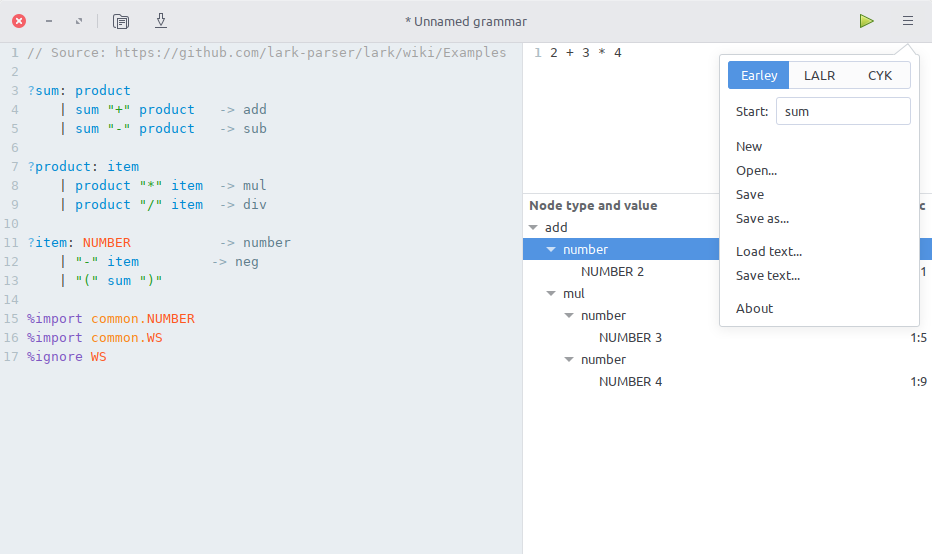 * Unnamed grammar
1 // Source: https://github.com/lark-parser/lark/wiki/Examples
2
3 ?sum: product
4     | sum "+" product   -> add
5     | sum "-" product   -> sub
6
7 ?product: item
8     | product "*" item  -> mul
9     | product "/" item  -> div
10
11 ?item: NUMBER           -> number
12     | "-" item         -> neg
13     | "(" sum ")"
14
15 %import common.NUMBER
16 %import common.WS
17 %ignore WS
1 2 + 3 * 4
Earley LALR CYK
Start: sum
New
Open...
Save
Save as...
Load text...
Save text...
About
Node type and value c
add
number
NUMBER 2 1
mul
number
NUMBER 3 1:5
number
NUMBER 4 1:9